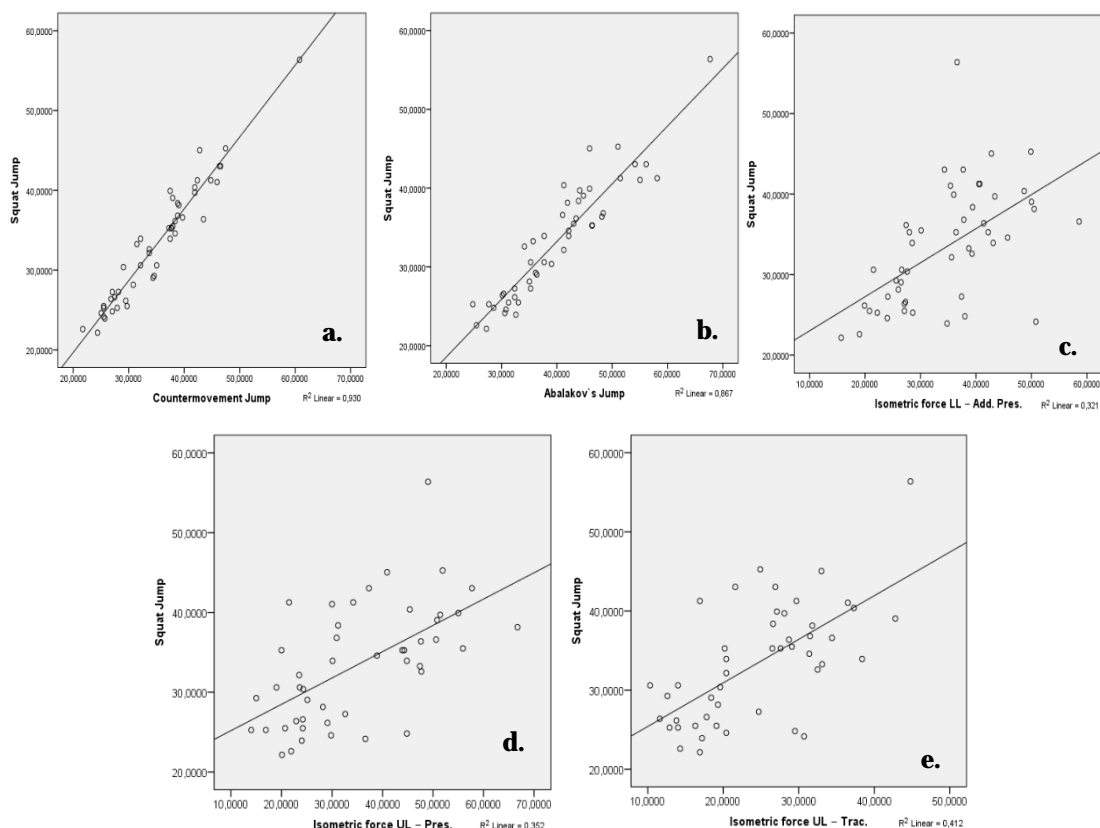 60,0000
50,0000
40,0000
30,0000
20,0000
Squat Jump
a.
20,0000 30,0000 40,0000 50,0000 60,0000 70,0000
Countermovement Jump
R² Linear = 0,930
60,0000
50,0000
40,0000
30,0000
20,0000
Squat Jump
b.
20,0000 30,0000 40,0000 50,0000 60,0000 70,0000
Abalakov`s Jump
R² Linear = 0,867
60,0000
50,0000
40,0000
30,0000
20,0000
Squat Jump
c.
10,0000 20,0000 30,0000 40,0000 50,0000 60,0000
Isometric force LL – Add. Pres.
R² Linear = 0,321
60,0000
50,0000
40,0000
30,0000
20,0000
Squat Jump
d.
10,0000 20,0000 30,0000 40,0000 50,0000 60,0000 70,0000
Isometric force UL – Pres.
R² Linear = 0,352
60,0000
50,0000
40,0000
30,0000
20,0000
Squat Jump
e.
10,0000 20,0000 30,0000 40,0000 50,0000
Isometric force UL – Trac.
R² Linear = 0,412